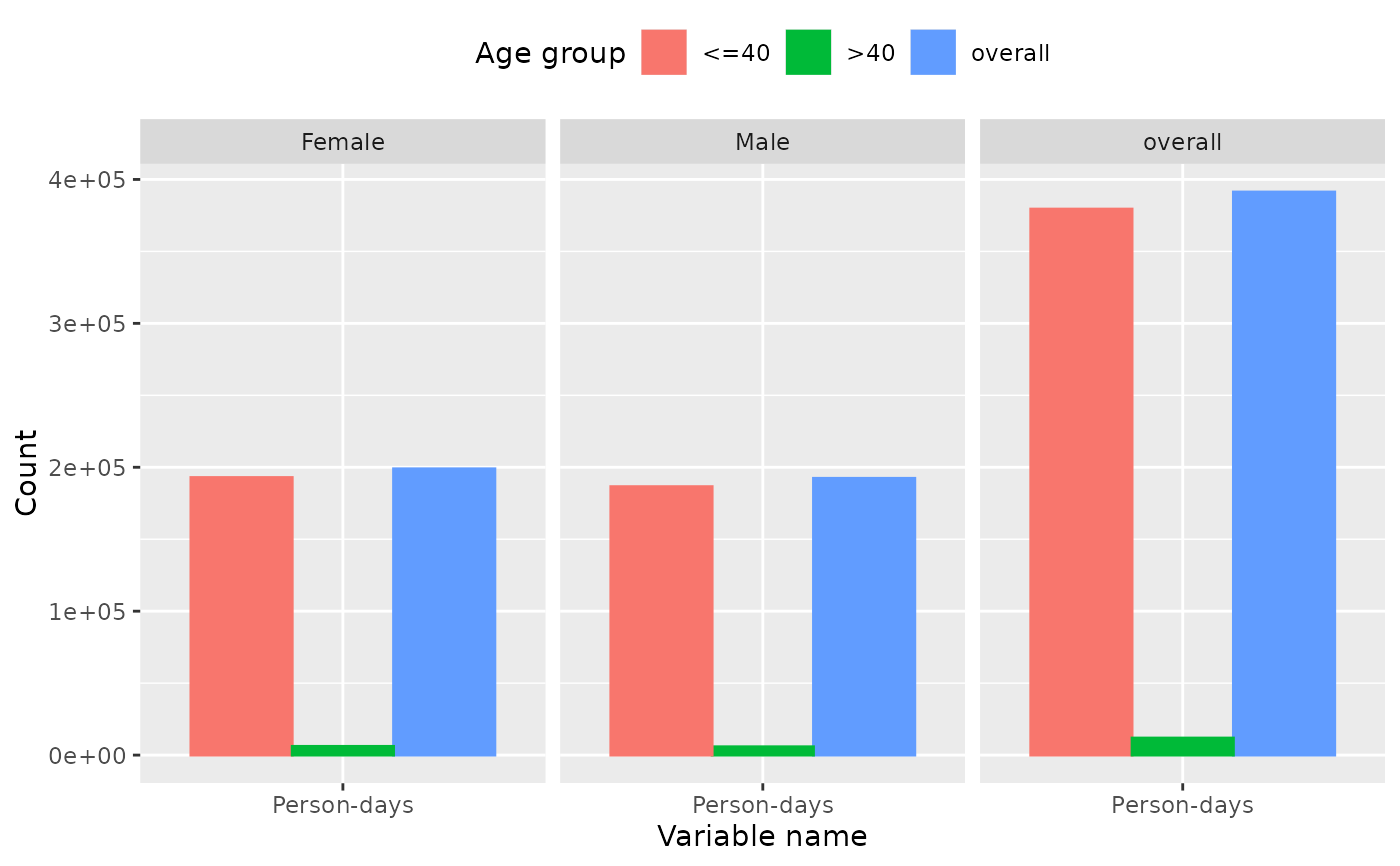 Age group <=40 >40 overall
Female Male overall
4e+05
3e+05
2e+05
1e+05
0e+00
Count
Person-days Person-days Person-days
Variable name